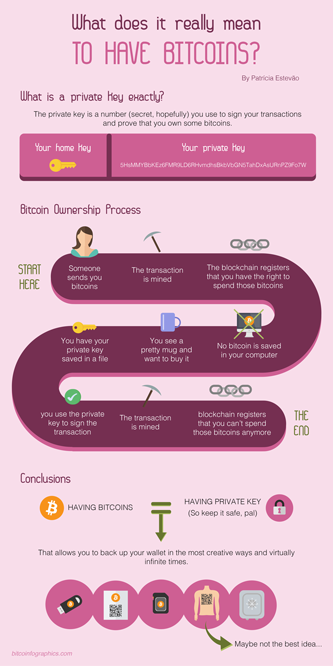 What does it really mean
TO HAVE BITCOINS?
By Patrícia Estevão
What is a private key exactly?
The private key is a number (secret, hopefully) you use to sign your transactions
and prove that you own some bitcoins.
Your home key
Your private key
Bitcoin Ownership Process
START
HERE
Someone
sends you
bitcoins
The transaction
is mined
The blockchain registers
that you have the right to
spend those bitcoins
You have your
private key
saved in a file
You see a
pretty mug and
want to buy it
No bitcoin is saved
in your computer
you use the private
key to sign the
transaction
The transaction
is mined
blockchain registers
that you can't spend
those bitcoins anymore
THE
END
Conclusions
HAVING BITCOINS
HAVING PRIVATE KEY
(So keep it safe, pal)
That allows you to back up your wallet in the most creative ways and virtually
infinite times.
Maybe not the best idea...
bitcoinfographics.com